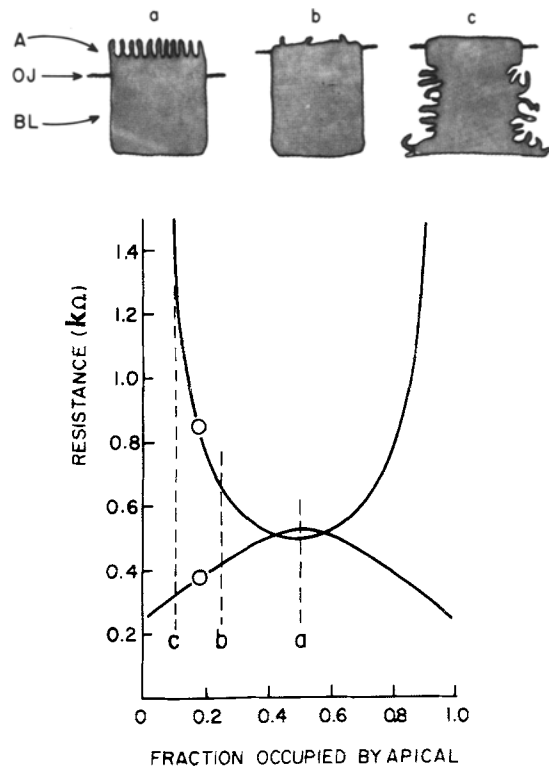 a b c
A
OJ
BL
RESISTANCE (kΩ)
1.4
1.2
1.0
0.8
0.6
0.4
0.2
c b a
0 0.2 0.4 0.6 0.8 1.0
FRACTION OCCUPIED BY APICAL